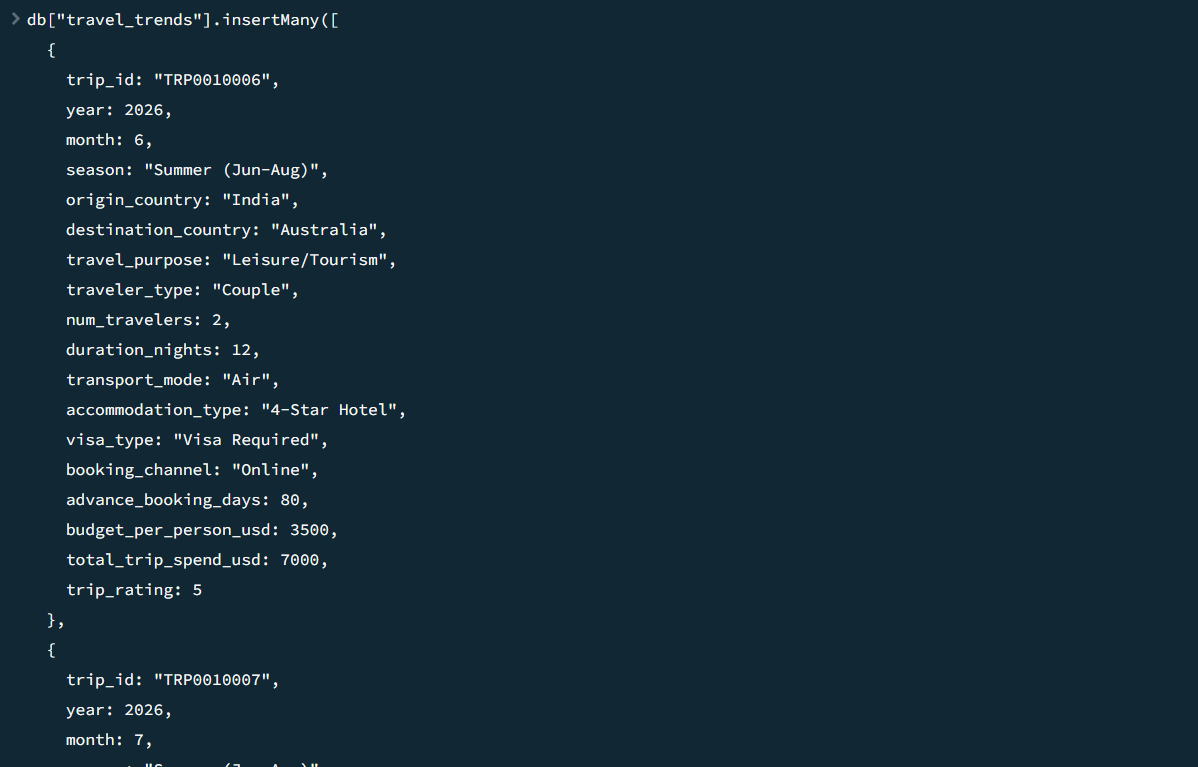 db["travel_trends"].insertMany([
{
trip_id: "TRP0010006",
year: 2026,
month: 6,
season: "Summer (Jun-Aug)",
origin_country: "India",
destination_country: "Australia",
travel_purpose: "Leisure/Tourism",
traveler_type: "Couple",
num_travelers: 2,
duration_nights: 12,
transport_mode: "Air",
accommodation_type: "4-Star Hotel",
visa_type: "Visa Required",
booking_channel: "Online",
advance_booking_days: 80,
budget_per_person_usd: 3500,
total_trip_spend_usd: 7000,
trip_rating: 5
},
{
trip_id: "TRP0010007",
year: 2026,
month: 7,